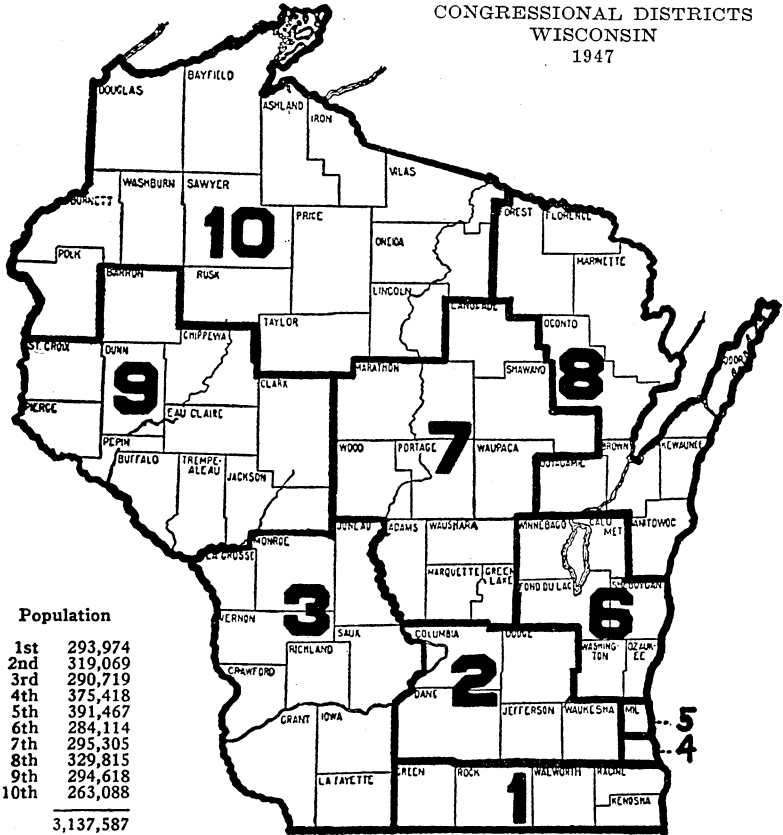 CONGRESSIONAL DISTRICTS
WISCONSIN
1947
BAYFIELD
DOUGLAS
ASHLAND
IRON
VILAS
WASHBURN
SAWYER
BURNETT
PRICE
FOREST
FLORENCE
10
ONEIDA
POLK
MARINETTE
BARRON
RUSK
LINCOLN
LANGLADE
TAYLOR
OCONTO
CHIPPEWA
ST. CROIX
DUNN
DOOR
MARATHON
SHAWANO
8
9
CLARK
PIERCE
EAU CLAIRE
7
PEPIN
WOOD
PORTAGE
WAUPACA
BROWN
KEWAUNEE
BUFFALO
TREMPE-
ALEAU
OUTAGAMIE
JACKSON
JUNEAU
ADAMS
WAUSHARA
WINNEBAGO
CALU
MET
MANITOWOC
MONROE
LA CROSSE
MARQUETTE
GREEN
LAKE
FOND DU LAC
SHEBOYGAN
3
6
Population
VERNON
SAUK
COLUMBIA
DODGE
WASHING-
TON
OZAUK-
EE
RICHLAND
1st 293,974
2nd 319,069
3rd 290,719
4th 375,418
5th 391,467
6th 284,114
7th 295,305
8th 329,815
9th 294,618
10th 263,088
3,137,587
CRAWFORD
2
DANE
GRANT
IOWA
JEFFERSON
WAUKESHA
MIL
5
4
LA FAYETTE
GREEN
ROCK
WALWORTH
RACINE
1
KENOSHA